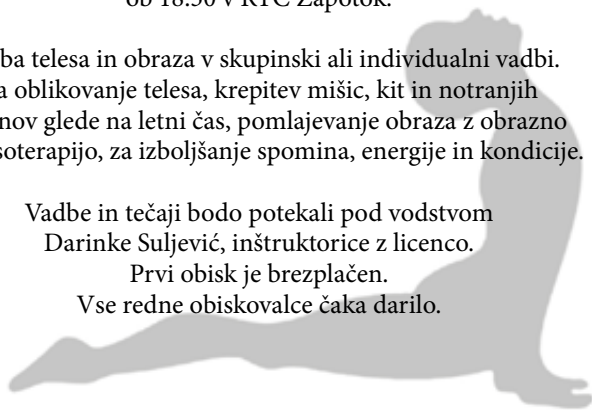 ob 18.30 v RTC Zapotok.
ba telesa in obraza v skupinski ali individualni vadbi.
a oblikovanje telesa, krepitev mišic, kit in notranjih
nov glede na letni čas, pomlajevanje obraza z obrazno
soterapijo, za izboljšanje spomina, energije in kondicije.
Vadbe in tečaji bodo potekali pod vodstvom
Darinke Suljević, inštruktorice z licenco.
Prvi obisk je brezplačen.
Vse redne obiskovalce čaka darilo.